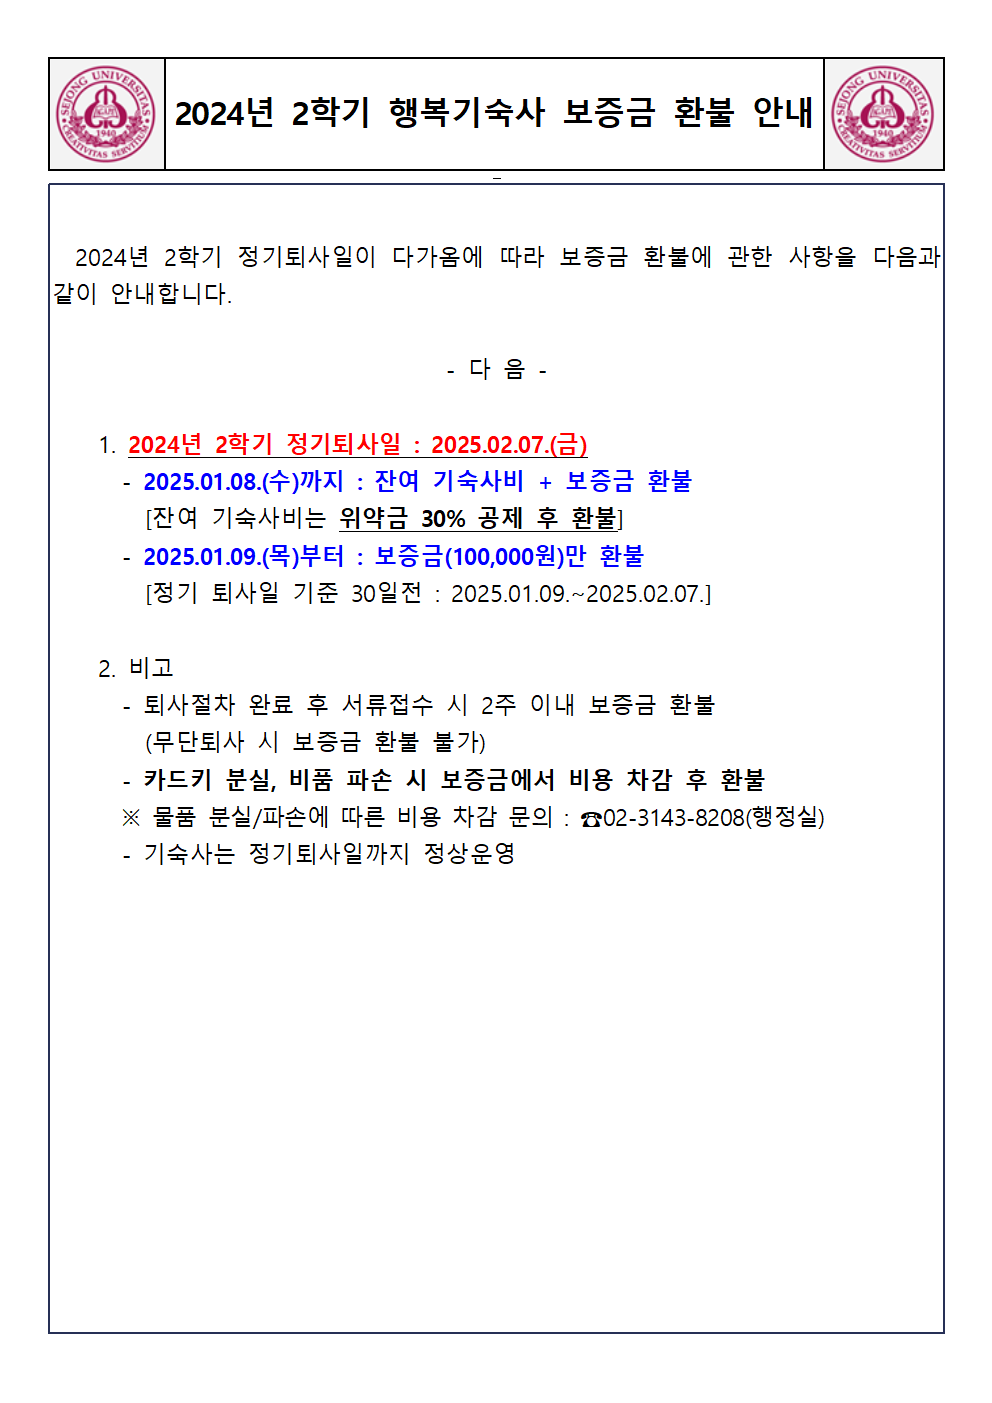 SEJONG UNIVERSITAS
1940
CREATIVITAS SERVITIUM
2024년 2학기 행복기숙사 보증금 환불 안내
SEJONG UNIVERSITAS
1940
CREATIVITAS SERVITIUM
2024년 2학기 정기퇴사일이 다가옴에 따라 보증금 환불에 관한 사항을 다음과
같이 안내합니다.
- 다 음 -
1. 2024년 2학기 정기퇴사일 : 2025.02.07.(금)
- 2025.01.08.(수)까지 : 잔여 기숙사비 + 보증금 환불
[잔여 기숙사비는 위약금 30% 공제 후 환불]
- 2025.01.09.(목)부터 : 보증금(100,000원)만 환불
[정기 퇴사일 기준 30일전 : 2025.01.09.~2025.02.07.]
2. 비고
- 퇴사절차 완료 후 서류접수 시 2주 이내 보증금 환불
(무단퇴사 시 보증금 환불 불가)
- 카드키 분실, 비품 파손 시 보증금에서 비용 차감 후 환불
※ 물품 분실/파손에 따른 비용 차감 문의 : ☎02-3143-8208(행정실)
- 기숙사는 정기퇴사일까지 정상운영